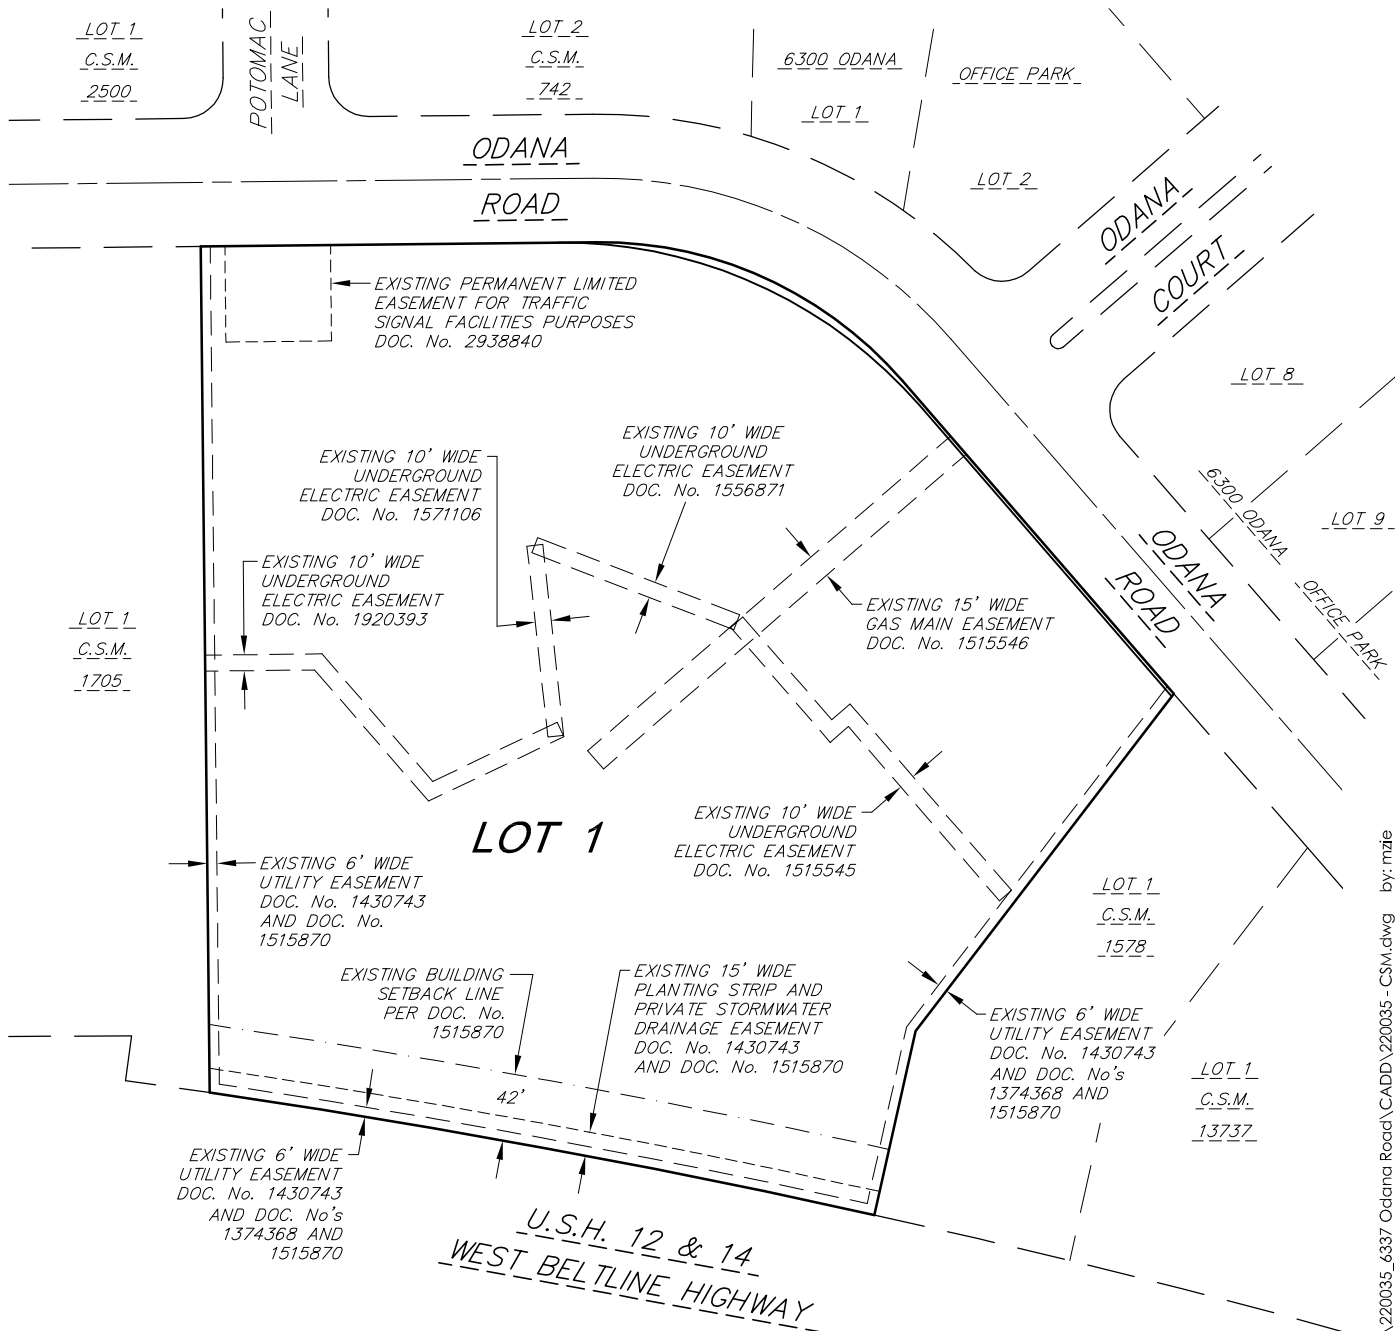 LOT 1
C.S.M.
2500
POTOMAC
LANE
LOT 2
C.S.M.
742
6300 ODANA
LOT 1
OFFICE PARK
LOT 2
ODANA
ROAD
ODANA
COURT
EXISTING PERMANENT LIMITED
EASEMENT FOR TRAFFIC
SIGNAL FACILITIES PURPOSES
DOC. No. 2938840
LOT 8
EXISTING 10' WIDE
UNDERGROUND
ELECTRIC EASEMENT
DOC. No. 1571106
EXISTING 10' WIDE
UNDERGROUND
ELECTRIC EASEMENT
DOC. No. 1556871
6300 ODANA
OFFICE PARK
LOT 9
ODANA
ROAD
EXISTING 10' WIDE
UNDERGROUND
ELECTRIC EASEMENT
DOC. No. 1920393
EXISTING 15' WIDE
GAS MAIN EASEMENT
DOC. No. 1515546
LOT 1
C.S.M.
1705
LOT 1
EXISTING 10' WIDE
UNDERGROUND
ELECTRIC EASEMENT
DOC. No. 1515545
EXISTING 6' WIDE
UTILITY EASEMENT
DOC. No. 1430743
AND DOC. No.
1515870
LOT 1
C.S.M.
1578
EXISTING BUILDING
SETBACK LINE
PER DOC. No.
1515870
EXISTING 15' WIDE
PLANTING STRIP AND
PRIVATE STORMWATER
DRAINAGE EASEMENT
DOC. No. 1430743
AND DOC. No. 1515870
EXISTING 6' WIDE
UTILITY EASEMENT
DOC. No. 1430743
AND DOC. No's
1374368 AND
1515870
LOT 1
C.S.M.
13737
42'
EXISTING 6' WIDE
UTILITY EASEMENT
DOC. No. 1430743
AND DOC. No's
1374368 AND
1515870
U.S.H. 12 & 14
WEST BELTLINE HIGHWAY
\220035_6337 Odana Road\CADD\220035 - CSM.dwg by: mzie